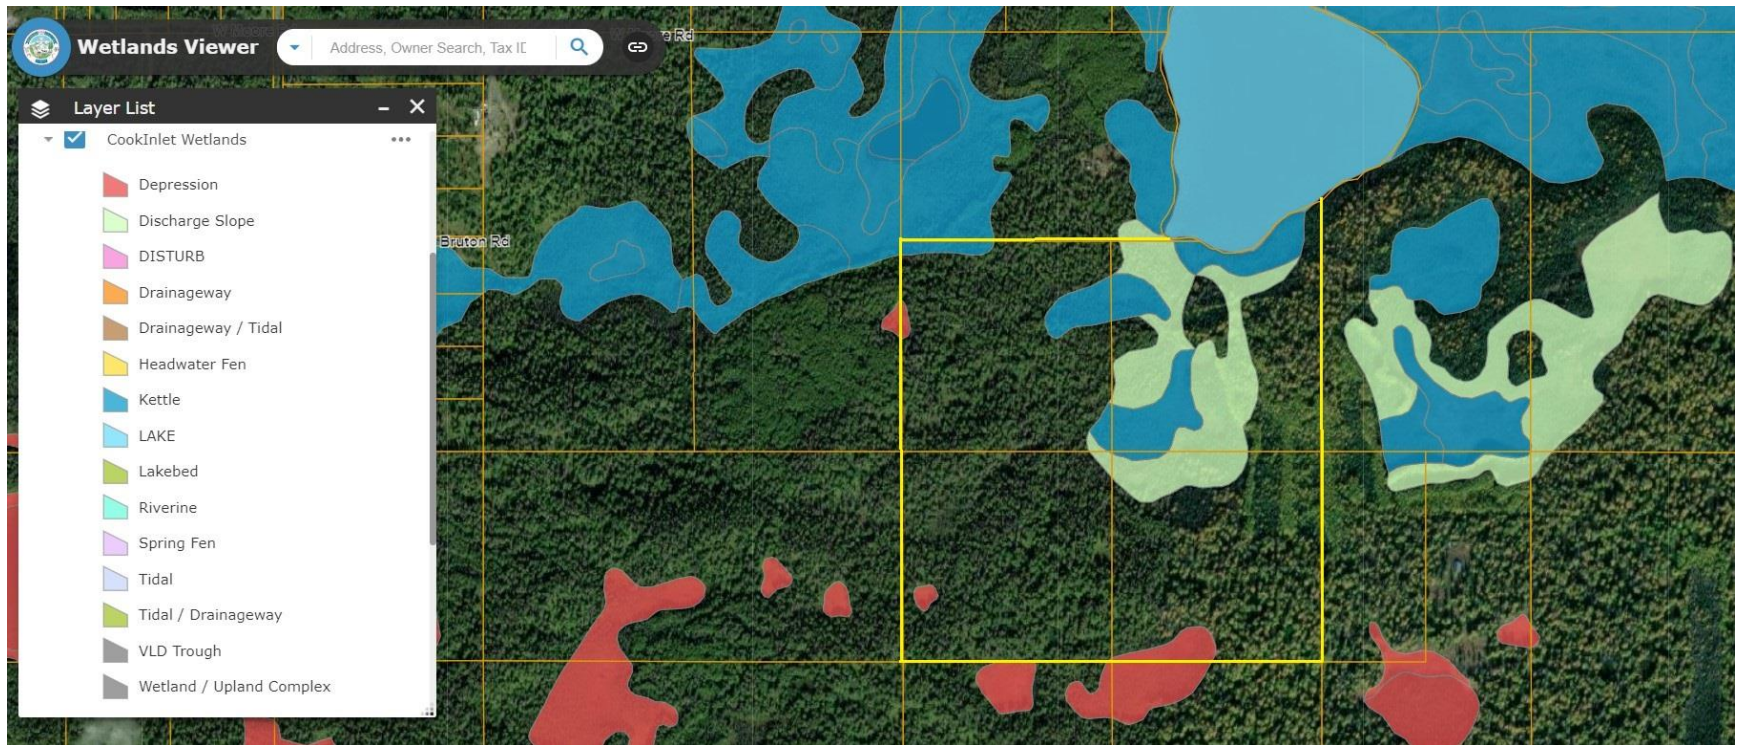 Wetlands Viewer
Address, Owner Search, Tax ID
Rd
Layer List
CookInlet Wetlands
Depression
Discharge Slope
Bruton Rd
DISTURB
Drainageway
Drainageway / Tidal
Headwater Fen
Kettle
LAKE
Lakebed
Riverine
Spring Fen
Tidal
Tidal / Drainageway
VLD Trough
Wetland / Upland Complex